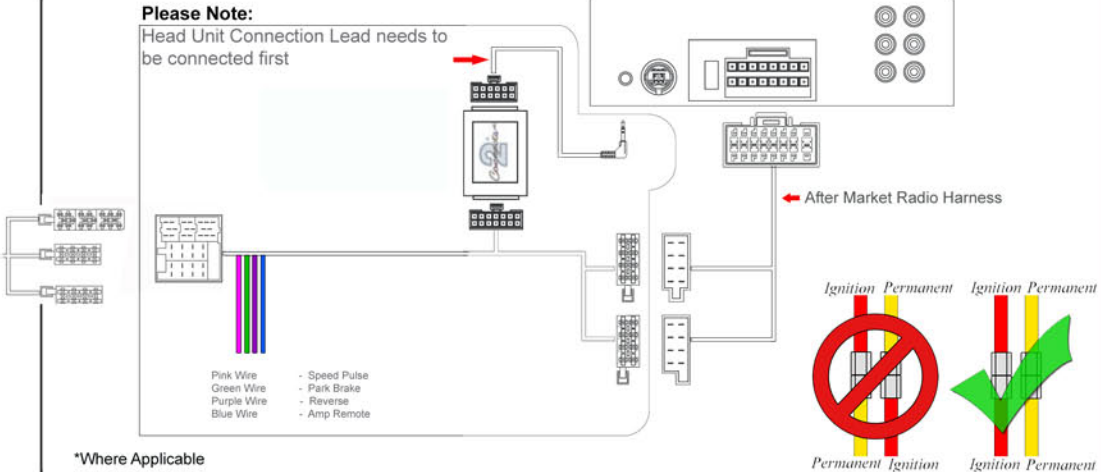 Please Note:
Head Unit Connection Lead needs to
be connected first
After Market Radio Harness
Ignition Permanent
Ignition Permanent
Pink Wire - Speed Pulse
Green Wire - Park Brake
Purple Wire - Reverse
Blue Wire - Amp Remote
Permanent Ignition
Ignition Permanent
*Where Applicable